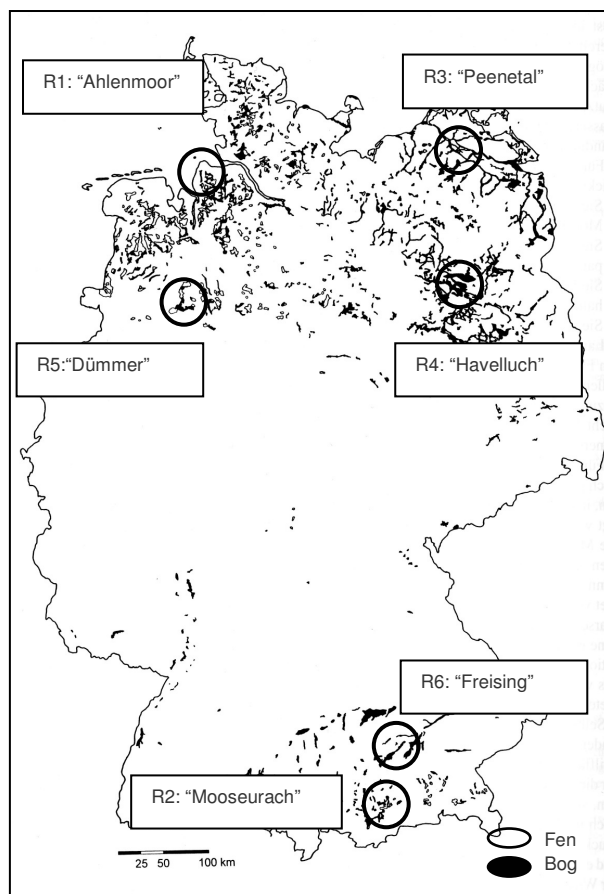 R1: “Ahlenmoor”
R3: “Peenetal”
R5:“Dümmer”
R4: “Havelluch”
R6: “Freising”
R2: “Mooseurach”
Fen
Bog
25 50 100 km